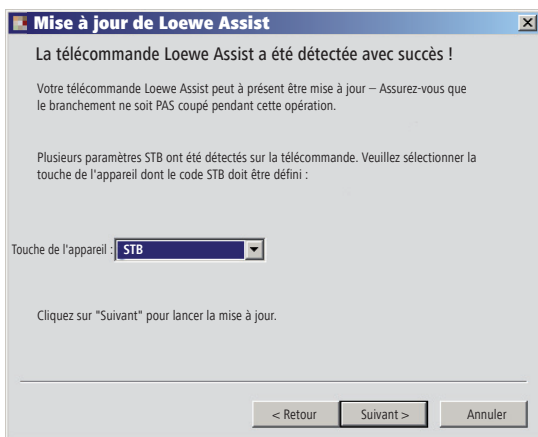 Mise à jour de Loewe Assist
La télécommande Loewe Assist a été détectée avec succès !
Votre télécommande Loewe Assist peut à présent être mise à jour – Assurez-vous que
le branchement ne soit PAS coupé pendant cette opération.
Plusieurs paramètres STB ont été détectés sur la télécommande. Veuillez sélectionner la
touche de l'appareil dont le code STB doit être défini :
Touche de l'appareil : STB
Cliquez sur "Suivant" pour lancer la mise à jour.
< Retour Suivant > Annuler